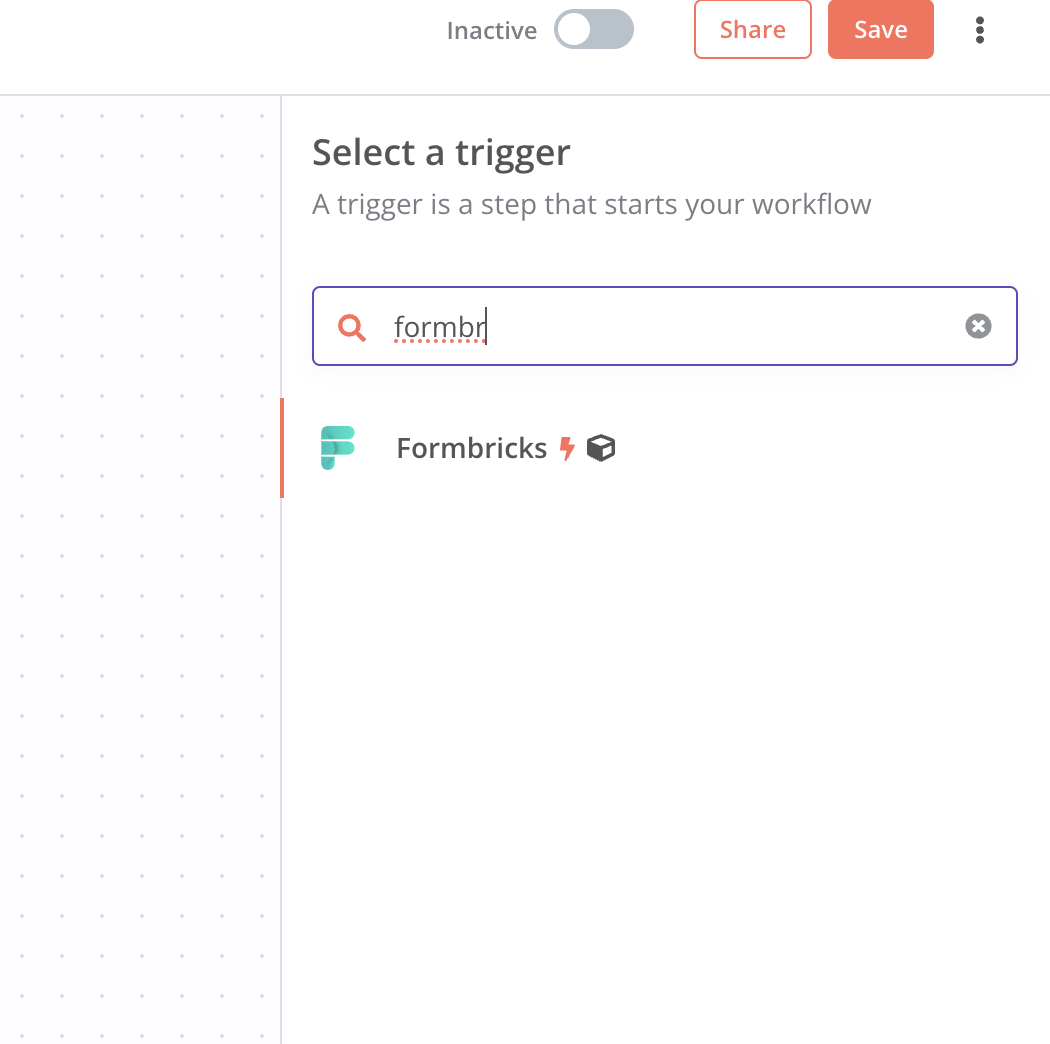 Inactive
Share
Save
Select a trigger
A trigger is a step that starts your workflow
formbr
Formbricks